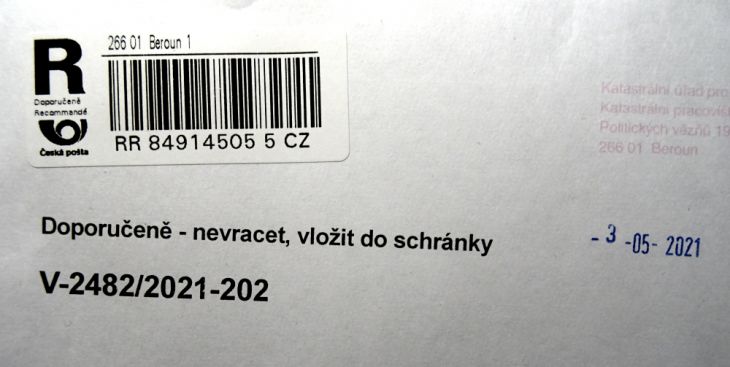 R
Doporučeně
Recommandé
Česká pošta
266 01 Beroun 1
RR 84914505 5 CZ
Katastrální úřad pro
Katastrální pracoviš
Politických vězňů 19
266 01 Beroun
Doporučeně - nevracet, vložit do schránky
- 3 -05- 2021
V-2482/2021-202